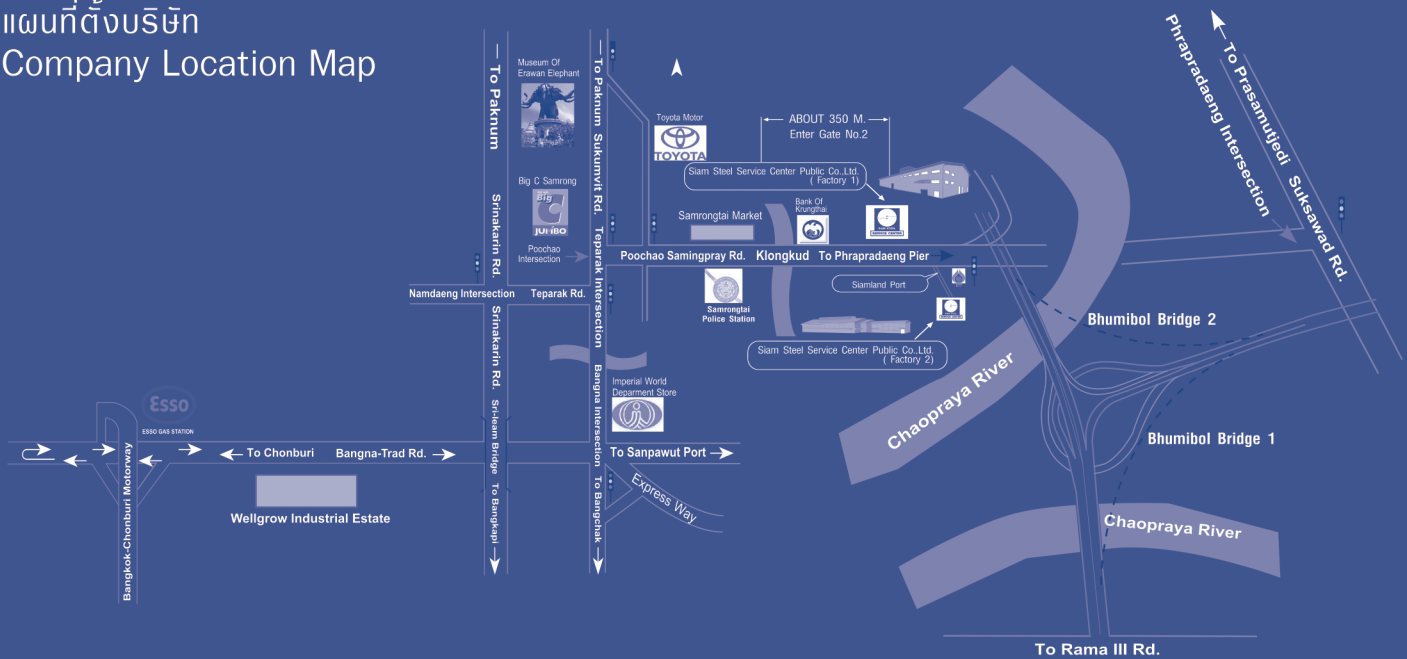 แผนที่ตั้งบริษัท
Company Location Map
— To Paknum
Srinakarin Rd.
Srinakarin Rd.
Sri-leam Bridge
To Bangkapi
Museum Of
Erawan Elephant
Big C Samrong
Big
C
JUMBO
Poochao
Intersection
— To Paknum
Sukumvit Rd.
Teparak Intersection
Bangna Intersection
To Bangchak
Toyota Motor
TOYOTA
ABOUT 350 M.
Enter Gate No.2
Siam Steel Service Center Public Co.,Ltd.
( Factory 1)
Samrongtai Market
Bank Of
Krungthai
SERVICE CENTER
Poochao Samingpray Rd.
Klongkud
To Phrapradaeng Pier
Namdaeng Intersection
Teparak Rd.
Samrongtai
Police Station
Siamland Port
Siam Steel Service Center Public Co.,Ltd.
( Factory 2)
Imperial World
Deparment Store
Esso
ESSO GAS STATION
Bangkok-Chonburi Motorway
To Chonburi
Bangna-Trad Rd.
To Sanpawut Port
Wellgrow Industrial Estate
Express Way
Phrapradaeng Intersection
To Prasamutjedi
Suksawad Rd.
Bhumibol Bridge 2
Chaopraya River
Bhumibol Bridge 1
Chaopraya River
To Rama III Rd.